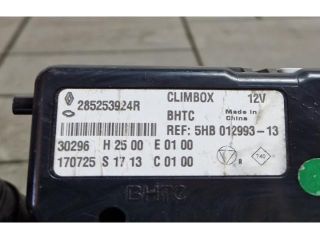 285253924R CLIMBOX 12V
BHTC Made in China
REF: 5HB 012993-13
30296 H 25 00 E 01 00
170725 S 17 13 C 01 00
740
BHTC